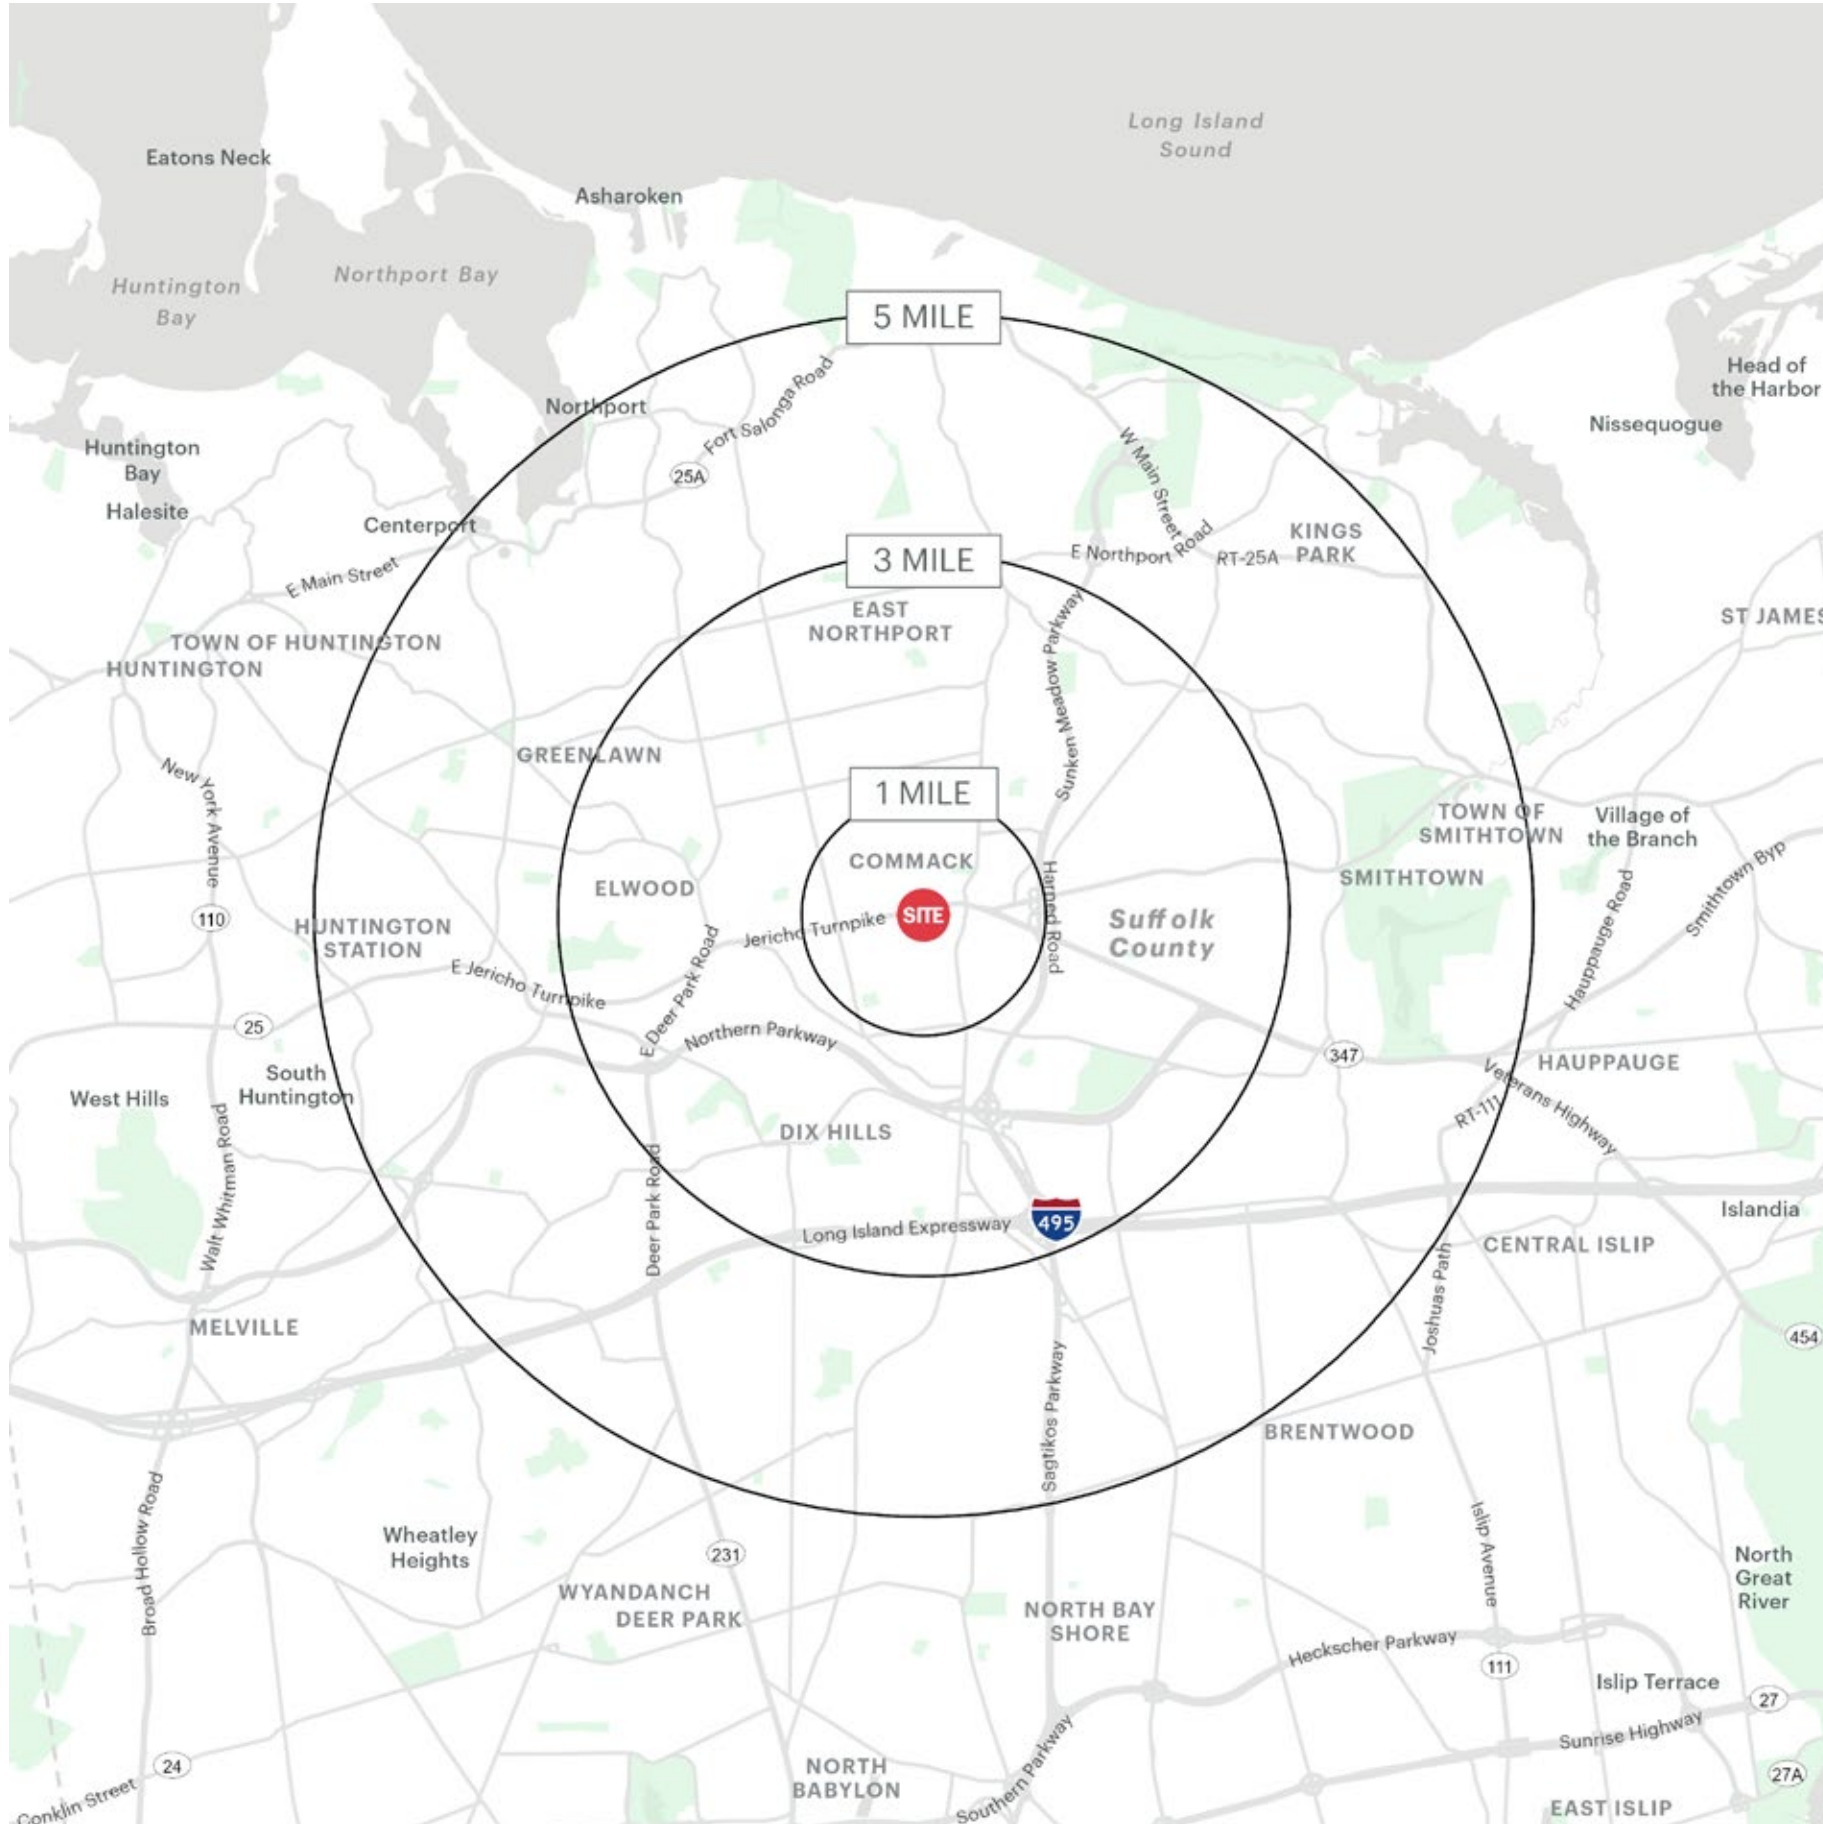 Long Island
Sound
Eatons Neck
Asharoken
Northport Bay
Huntington
Bay
5 MILE
Head of
the Harbor
Northport
Fort Salonga Road
Nissequogue
Huntington
Bay
W Main Street
25A
Halesite
Centerport
KINGS
PARK
E Northport Road
RT-25A
3 MILE
E Main Street
EAST
NORTHPORT
ST JAMES
TOWN OF HUNTINGTON
HUNTINGTON
Sunken Meadow Parkway
GREENLAWN
New York Avenue
1 MILE
TOWN OF
SMITHTOWN
Village of
the Branch
COMMACK
Smithtown Byp
SMITHTOWN
ELWOOD
Harned Road
Hauppauge Road
110
SITE
Suffolk
County
HUNTINGTON
STATION
Jericho Turnpike
E Jericho Turnpike
E Deer Park Road
25
Northern Parkway
347
HAUPPAUGE
South
Huntington
West Hills
Veterans Highway
RT-111
DIX HILLS
Walt Whitman Road
Deer Park Road
Long Island Expressway
495
Islandia
CENTRAL ISLIP
Joshuas Path
MELVILLE
454
Sagtikos Parkway
BRENTWOOD
Broad Hollow Road
Wheatley
Heights
Islip Avenue
231
North
Great
River
WYANDANCH
DEER PARK
NORTH BAY
SHORE
Heckscher Parkway
111
Islip Terrace
27
Sunrise Highway
24
NORTH
BABYLON
Southern Parkway
27A
Conklin Street
EAST ISLIP